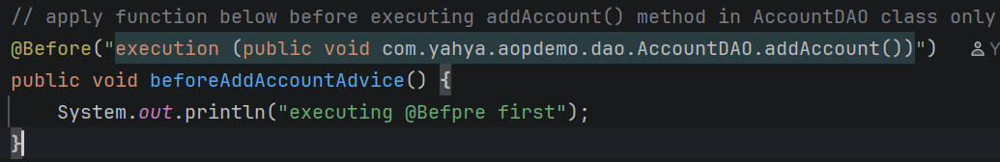 // apply function below before executing addAccount() method in AccountDAO class only
@Before("execution (public void com.yahya.aopdemo.dao.AccountDAO.addAccount())") Y
public void beforeAddAccountAdvice() {
    System.out.println("executing @Befpre first");
}